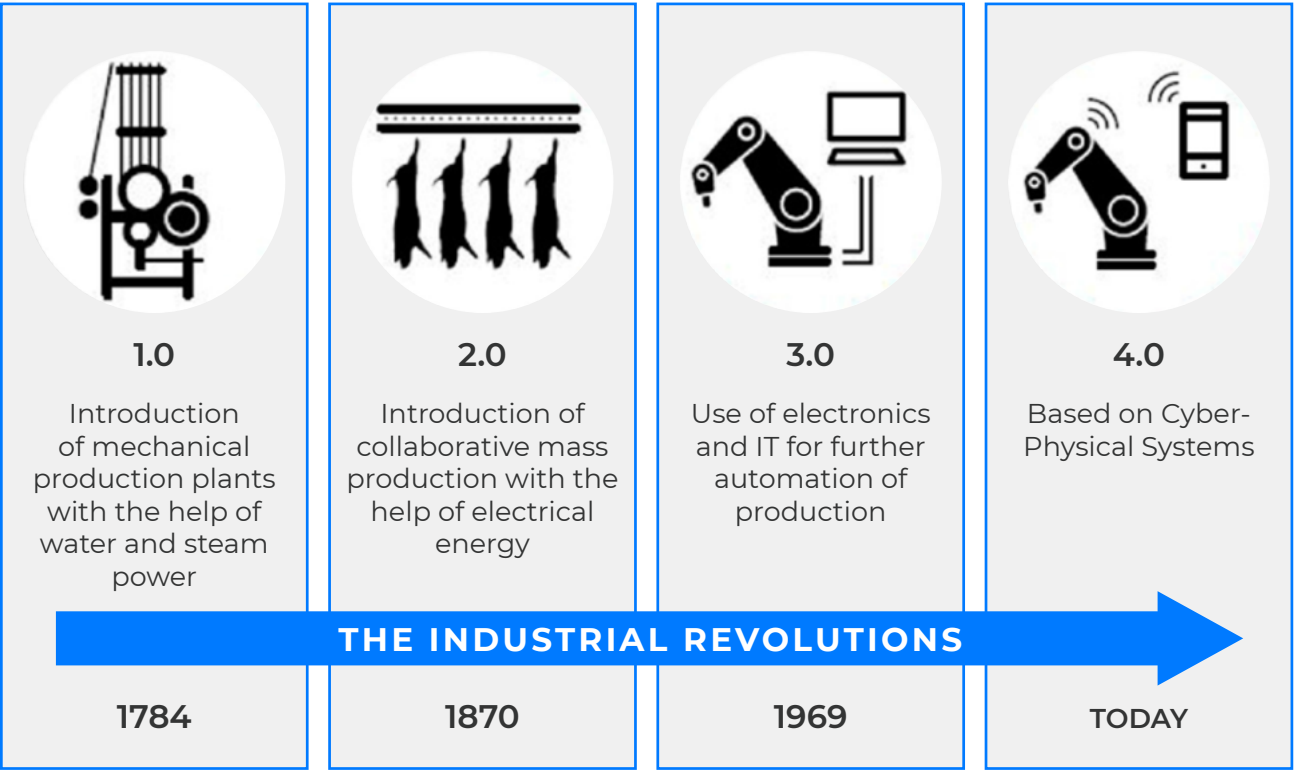 1.0
Introduction
of mechanical
production plants
with the help of
water and steam
power
2.0
Introduction of
collaborative mass
production with the
help of electrical
energy
3.0
Use of electronics
and IT for further
automation of
production
4.0
Based on Cyber-
Physical Systems
THE INDUSTRIAL REVOLUTIONS
1784
1870
1969
TODAY